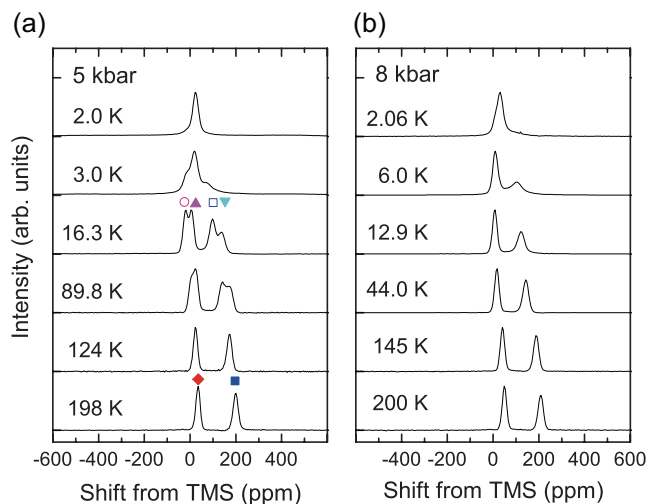 (a)
5 kbar
2.0 K
3.0 K
16.3 K
89.8 K
124 K
198 K
-600 -400 -200 0 200 400
Shift from TMS (ppm)
Intensity (arb. units)
(b)
8 kbar
2.06 K
6.0 K
12.9 K
44.0 K
145 K
200 K
-600 -400 -200 0 200 400 600
Shift from TMS (ppm)